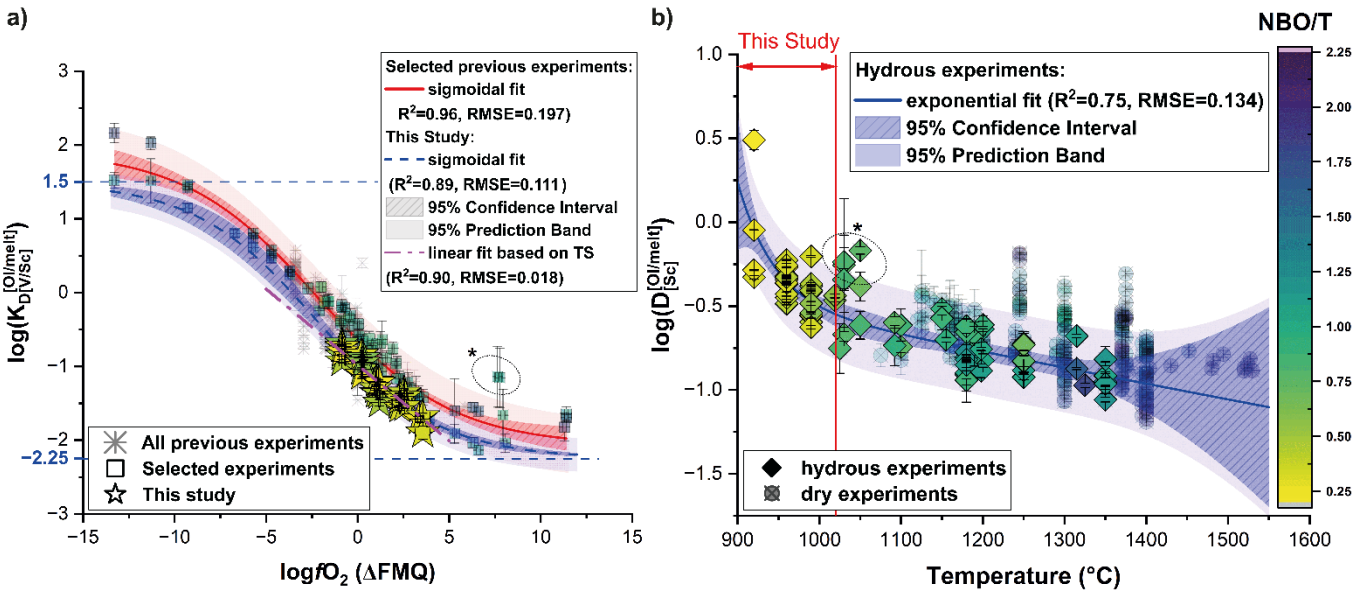 a)
log(K_D[V/Sc]^[Ol/melt])
3
2
1.5
1
0
−1
−2
−2.25
−3
−15
−10
−5
0
5
10
15
logfO₂ (ΔFMQ)
Selected previous experiments:
sigmoidal fit
R²=0.96, RMSE=0.197)
This Study:
sigmoidal fit
(R²=0.89, RMSE=0.111)
95% Confidence Interval
95% Prediction Band
linear fit based on TS
(R²=0.90, RMSE=0.018)
*
All previous experiments
Selected experiments
This study
b)
log(D_[Sc]^[Ol/melt])
1.0
0.5
0.0
−0.5
−1.0
−1.5
900
1000
1100
1200
1300
1400
1500
1600
Temperature (°C)
This Study
Hydrous experiments:
exponential fit (R²=0.75, RMSE=0.134)
95% Confidence Interval
95% Prediction Band
*
hydrous experiments
dry experiments
NBO/T
2.25
2.00
1.75
1.50
1.25
1.00
0.75
0.50
0.25